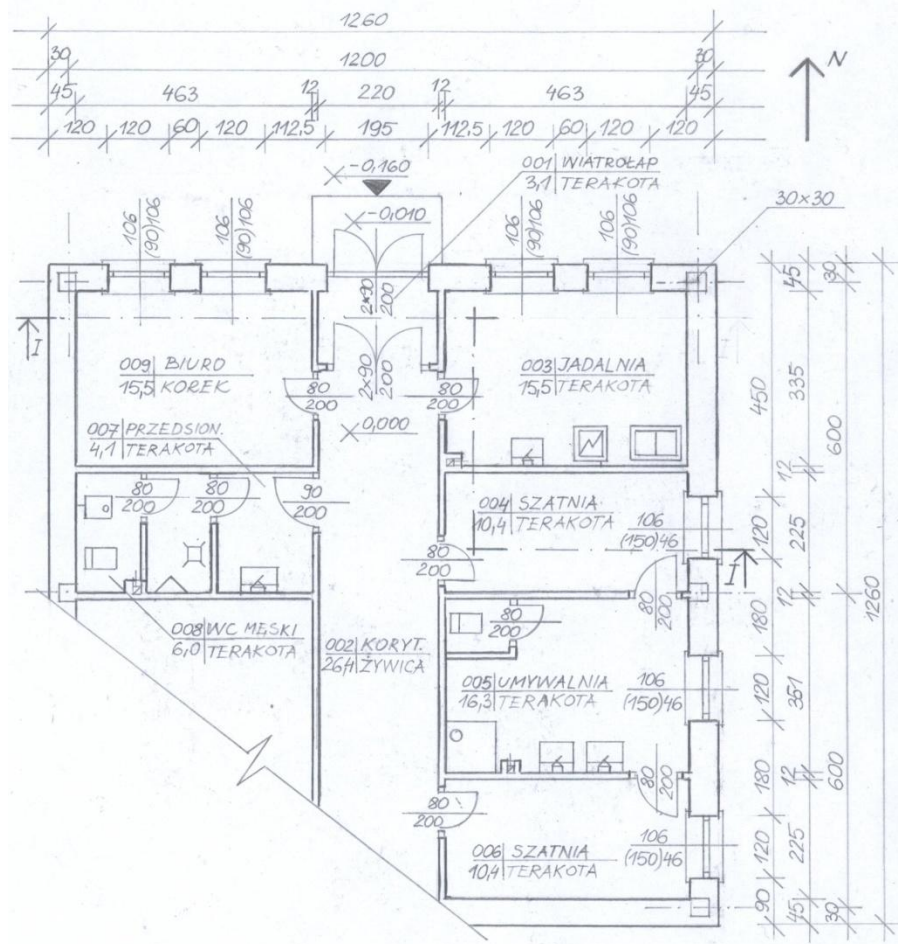 1260
30 1200 30
45 463 12 220 12 463 45
120 120 60 120 112,5 195 112,5 120 60 120 120
N
-0,160
001 WIATROŁAP
3,1 TERAKOTA
-0,010
30×30
106
(90)106
106
(90)106
106
(90)106
106
(90)106
2×90
200
2×90
200
I
009 BIURO
15,5 KOREK
80
200
80
200
003 JADALNIA
15,5 TERAKOTA
0,000
007 PRZEDSION.
4,1 TERAKOTA
80
200
80
200
90
200
004 SZATNIA
10,4 TERAKOTA
106
(150)46
80
200
I
80
200
008 WC MĘSKI
6,0 TERAKOTA
002 KORYT.
26,4 ŻYWICA
80
200
005 UMYWALNIA
16,3 TERAKOTA
106
(150)46
80
200
80
200
006 SZATNIA
10,4 TERAKOTA
106
(150)46
450 120 180 120 180 120 90
45 335 12 225 12 351 12 225 45
30 600 600 30
1260